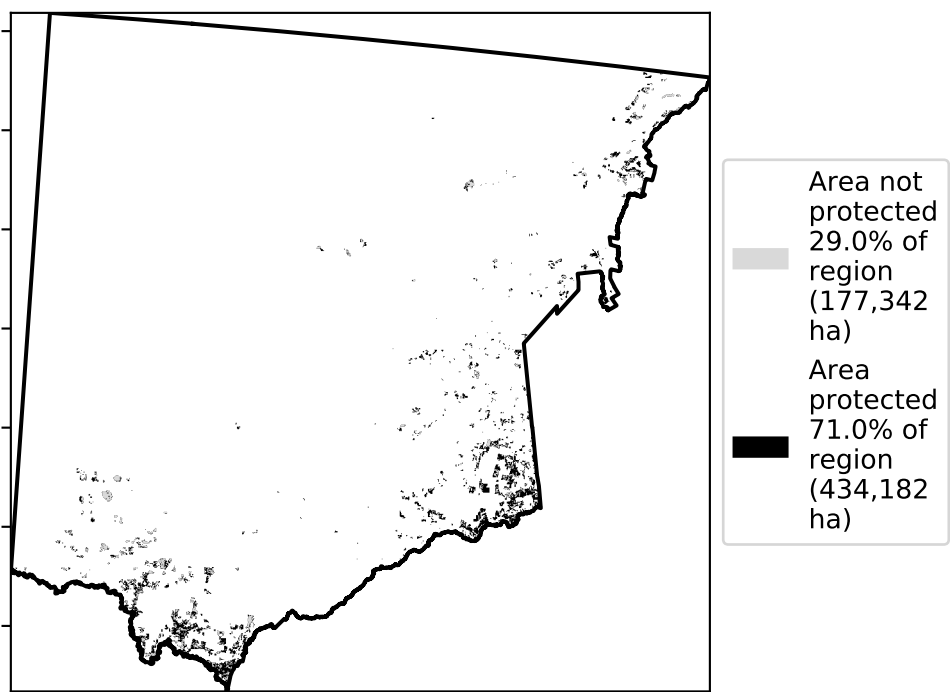 Area not
protected
29.0% of
region
(177,342
ha)
Area
protected
71.0% of
region
(434,182
ha)